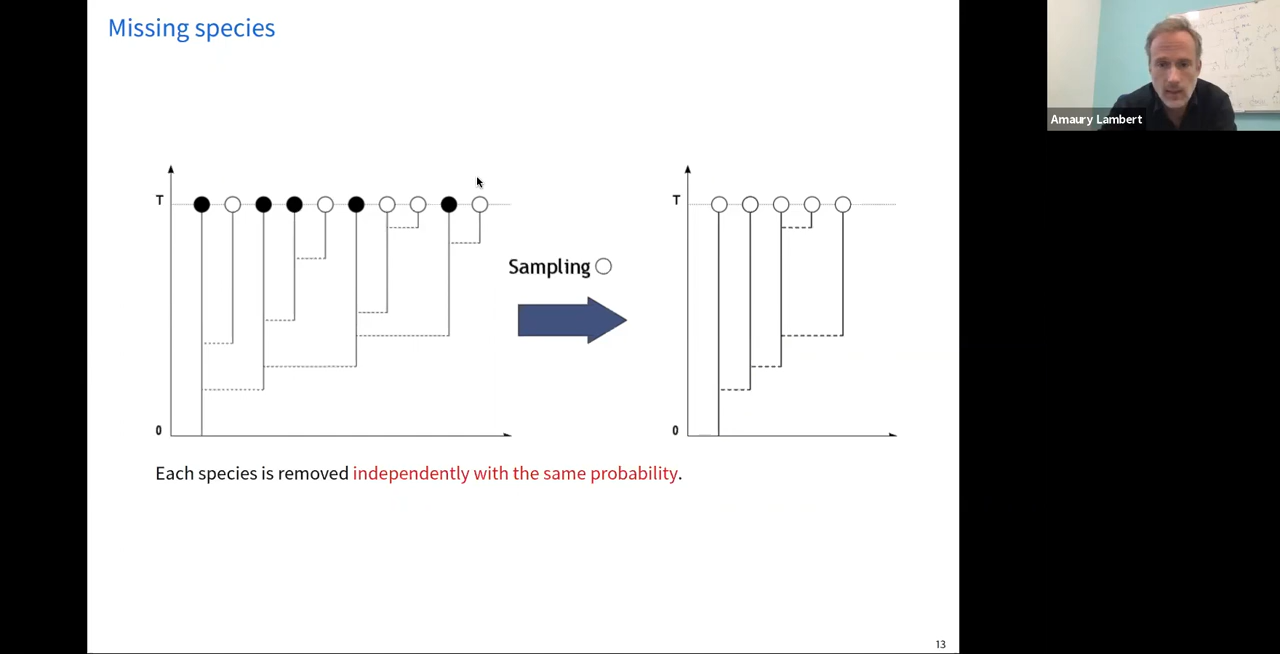 Missing species
Amaury Lambert
T
T
Sampling
0
0
Each species is removed independently with the same probability.
13